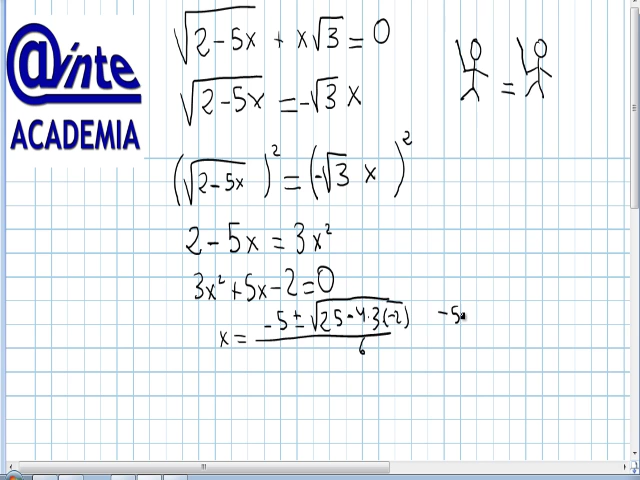 @inte
ACADEMIA
√(2-5x) + x√3 = 0
√(2-5x) = -√3 x
(√(2-5x))² = (-√3 x)²
2-5x = 3x²
3x²+5x-2=0
x = (-5±√(25-4·3(-2)))/6 -5
=